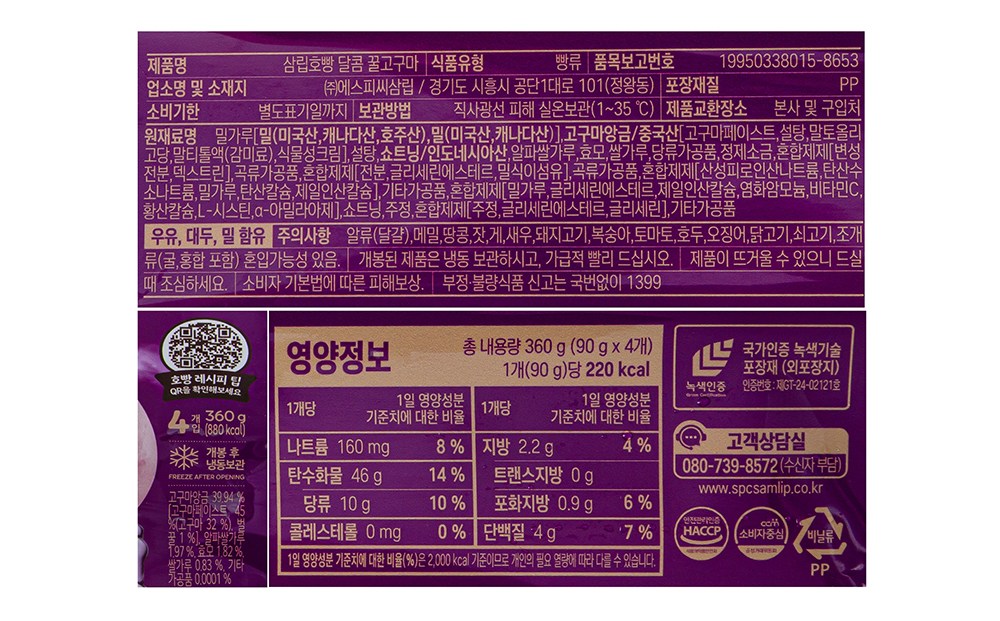 제품명 삼립호빵 달콤 꿀고구마 식품유형 빵류 품목보고번호 19950338015-8653
업소명 및 소재지 ㈜에스피씨삼립 / 경기도 시흥시 공단1대로 101(정왕동) 포장재질 PP
소비기한 별도표기일까지 보관방법 직사광선 피해 실온보관(1~35 ℃) 제품교환장소 본사 및 구입처
원재료명 밀가루[밀(미국산,캐나다산,호주산),밀(미국산,캐나다산)],고구마앙금/중국산[고구마페이스트,설탕,말토올리
고당,말티톨액(감미료),식물성크림],설탕,쇼트닝/인도네시아산,알파쌀가루,효모,쌀가루,당류가공품,정제소금,혼합제제[변성
전분,덱스트린],곡류가공품,혼합제제[전분,글리세린에스테르,밀식이섬유],곡류가공품,혼합제제[산성피로인산나트륨,탄산수
소나트륨,밀가루,탄산칼슘,제일인산칼슘],기타가공품,혼합제제[밀가루,글리세린에스테르,제일인산칼슘,염화암모늄,비타민C,
황산칼슘,L-시스틴,α-아밀라아제],쇼트닝,주정,혼합제제[주정,글리세린에스테르,글리세린],기타가공품
우유, 대두, 밀 함유 주의사항 알류(달걀),메밀,땅콩,잣,게,새우,돼지고기,복숭아,토마토,호두,오징어,닭고기,쇠고기,조개
류(굴,홍합 포함) 혼입가능성 있음. 개봉된 제품은 냉동 보관하시고, 가급적 빨리 드십시오. 제품이 뜨거울 수 있으니 드실
때 조심하세요. 소비자 기본법에 따른 피해보상. 부정·불량식품 신고는 국번없이 1399
호빵 레시피 팁
QR을 확인해보세요
4개입 360 g
(880 kcal)
개봉 후
냉동보관
FREEZE AFTER OPENING
고구마앙금 39.94 %
[고구마페이스트 45
%(고구마 32 %), 벌
꿀 1 %], 알파쌀가루
1.97 %, 효모 1.82 %,
쌀가루 0.83 %, 기타
가공품 0.0001 %
영양정보
총 내용량 360 g (90 g x 4개)
1개(90 g)당 220 kcal
1개당 1일 영양성분 기준치에 대한 비율 1개당 1일 영양성분 기준치에 대한 비율
나트륨 160 mg 8 % 지방 2.2 g 4 %
탄수화물 46 g 14 % 트랜스지방 0 g
당류 10 g 10 % 포화지방 0.9 g 6 %
콜레스테롤 0 mg 0 % 단백질 4 g 7 %
1일 영양성분 기준치에 대한 비율(%)은 2,000 kcal 기준이므로 개인의 필요 열량에 따라 다를 수 있습니다.
녹색인증
Green Certification
국가인증 녹색기술
포장재 (외포장지)
인증번호 : 제GT-24-02121호
고객상담실
080-739-8572 (수신자 부담)
www.spcsamlip.co.kr
안전관리인증
HACCP
식품의약품안전처
ccm
소비자중심
공정거래위원회
비닐류
PP